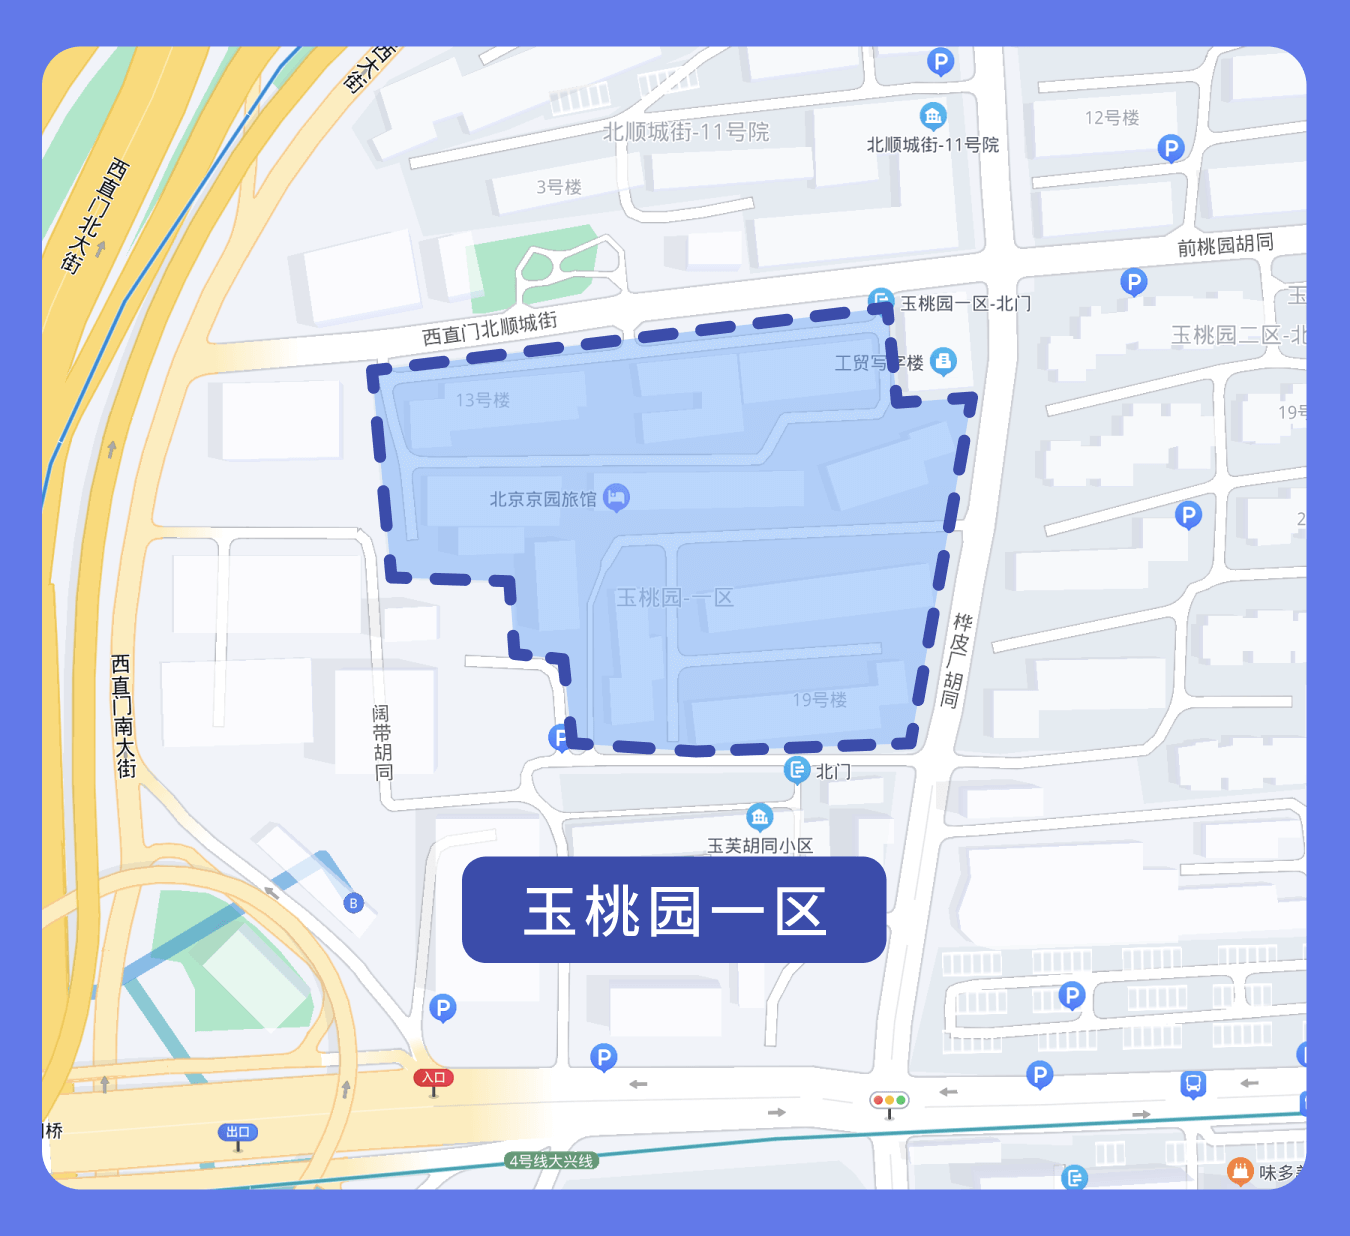 西大街
西直门北大街
北顺城街-11号院
北顺城街-11号院
12号楼
3号楼
前桃园胡同
玉桃园一区-北门
西直门北顺城街
玉桃园二区-北
工贸写字楼
13号楼
19号
北京京园旅馆
玉桃园-一区
桦皮厂胡同
西直门南大街
阔带胡同
19号楼
P
北门
玉芙胡同小区
玉桃园一区
B
P
P
P
P
P
P
P
P
入口
出口
门桥
4号线大兴线
味多美